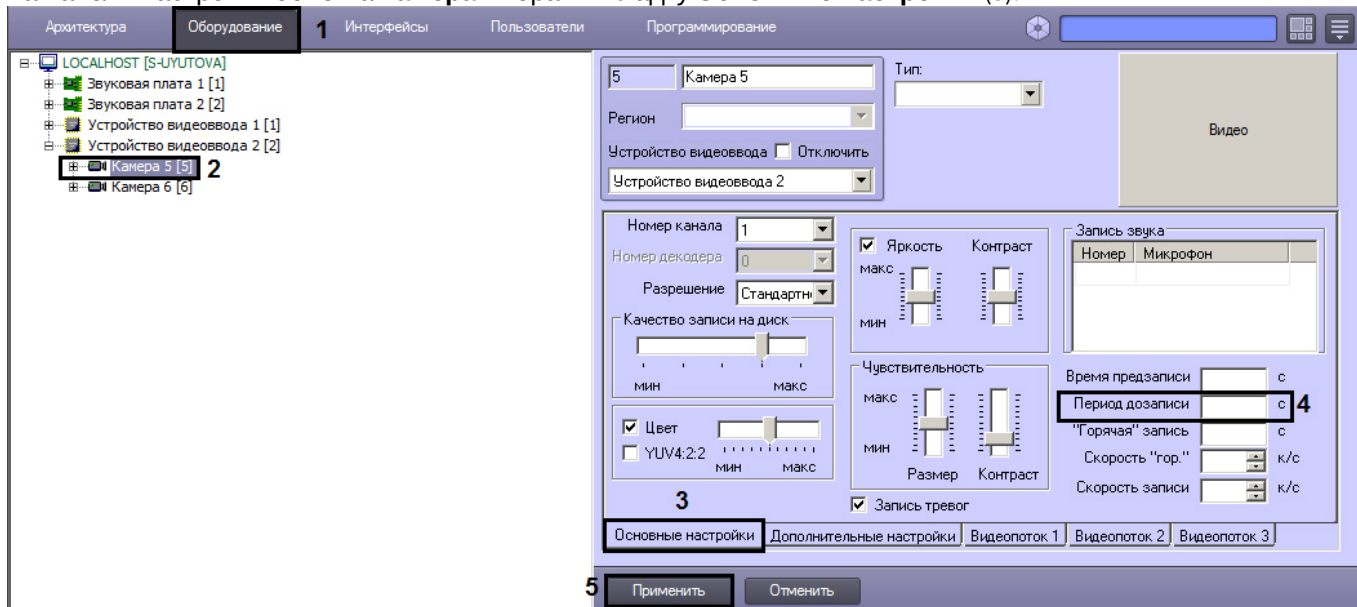 Архитектура Оборудование 1 Интерфейсы Пользователи Программирование
LOCALHOST [S-UYUTOVA]
Звуковая плата 1 [1]
Звуковая плата 2 [2]
Устройство видеоввода 1 [1]
Устройство видеоввода 2 [2]
Камера 5 [5] 2
Камера 6 [6]
5 Камера 5
Тип:
Регион
Устройство видеоввода Отключить
Устройство видеоввода 2
Видео
Номер канала 1
Номер декодера 0
Разрешение Стандартн
Качество записи на диск
мин макс
Цвет
YUV4:2:2
мин макс
Яркость Контраст
макс
мин
Чувствительность
макс
мин
Размер Контраст
Запись тревог
Запись звука
Номер Микрофон
Время предзаписи с
Период дозаписи с 4
"Горячая" запись с
Скорость "гор." к/с
Скорость записи к/с
3
Основные настройки Дополнительные настройки Видеопоток 1 Видеопоток 2 Видеопоток 3
5 Применить Отменить